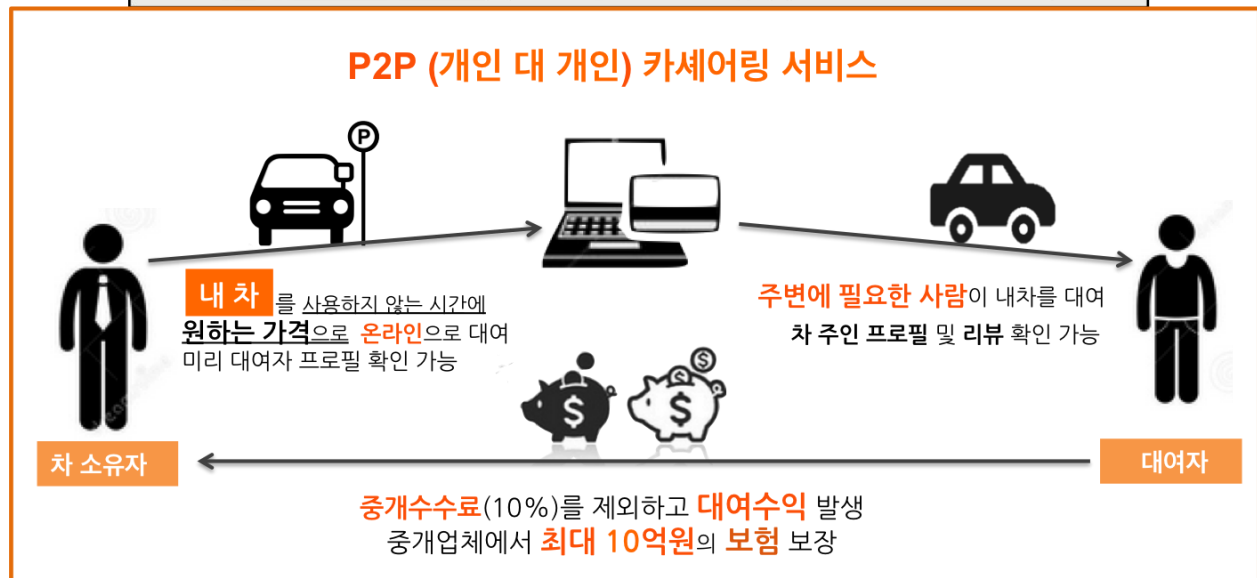 P2P (개인 대 개인) 카셰어링 서비스
P
내 차를 사용하지 않는 시간에
원하는 가격으로 온라인으로 대여
미리 대여자 프로필 확인 가능
주변에 필요한 사람이 내차를 대여
차 주인 프로필 및 리뷰 확인 가능
$ $ $ $
차 소유자
대여자
중개수수료(10%)를 제외하고 대여수익 발생
중개업체에서 최대 10억원의 보험 보장